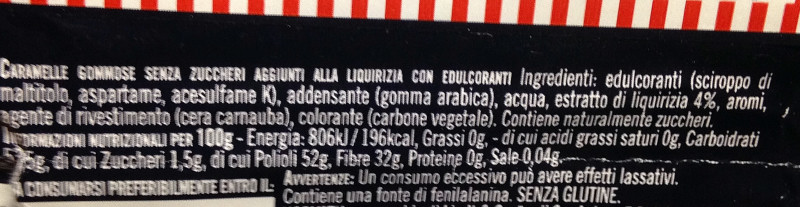 CARAMELLE GOMMOSE SENZA ZUCCHERI AGGIUNTI ALLA LIQUIRIZIA CON EDULCORANTI Ingredienti: edulcoranti (sciroppo di
maltitolo, aspartame, acesulfame K), addensante (gomma arabica), acqua, estratto di liquirizia 4%, aromi,
agente di rivestimento (cera carnauba), colorante (carbone vegetale). Contiene naturalmente zuccheri.
INFORMAZIONI NUTRIZIONALI PER 100g - Energia: 806kJ / 196kcal, Grassi 0g, - di cui acidi grassi saturi 0g, Carboidrati
di cui Zuccheri 1,5g, di cui Polioli 52g, Fibre 32g, Proteine 0g, Sale 0,04g.
DA CONSUMARSI PREFERIBILMENTE ENTRO IL: AVVERTENZE: Un consumo eccessivo può avere effetti lassativi.
Contiene una fonte di fenilalanina. SENZA GLUTINE.